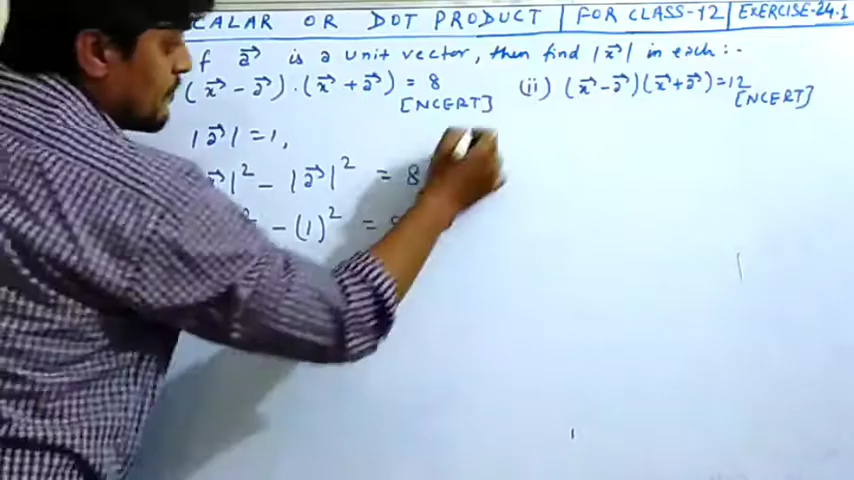 CALAR OR DOT PRODUCT | FOR CLASS-12 | EXERCISE-24.1
f a⃗ is a unit vector, then find |x⃗| in each:-
(x⃗ - a⃗).(x⃗ + a⃗) = 8 (ii) (x⃗ - a⃗)(x⃗ + a⃗) = 12
[NCERT] [NCERT]
|a⃗| = 1,
x⃗|² - |a⃗|² = 8
² - (1)² =